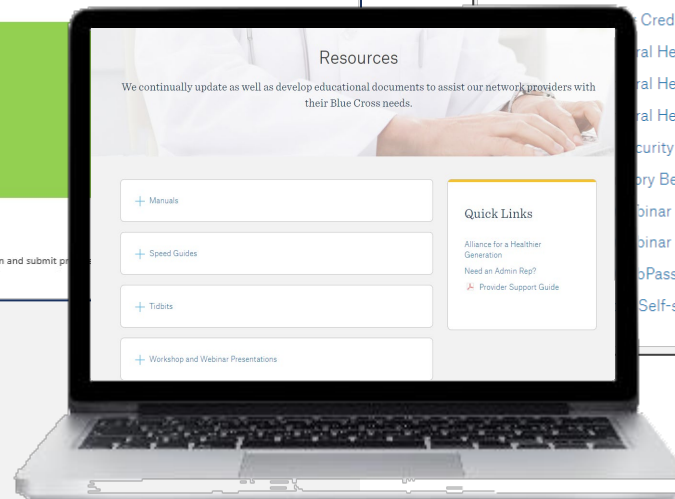 Resources
We continually update as well as develop educational documents to assist our network providers with
their Blue Cross needs.
Manuals
Speed Guides
Tidbits
Workshop and Webinar Presentations
Quick Links
Alliance for a Healthier
Generation
Need an Admin Rep?
Provider Support Guide
n and submit pr
Cred
ral He
ral He
ral He
curity
ory Be
binar
binar
oPass
Self-s